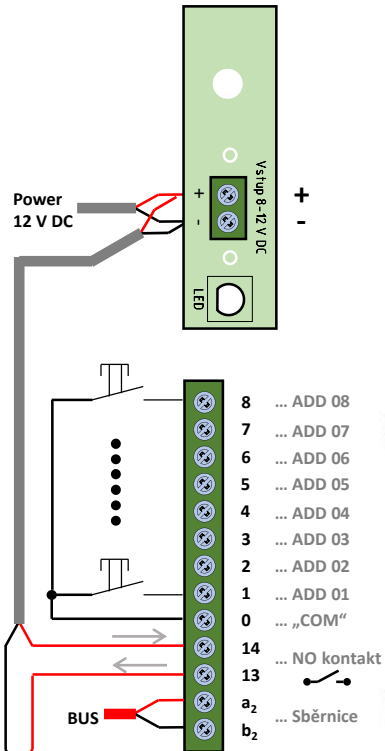 Vstup 8-12 V DC
+
-
LED
+
-
Power
12 V DC
8 ... ADD 08
7 ... ADD 07
6 ... ADD 06
5 ... ADD 05
4 ... ADD 04
3 ... ADD 03
2 ... ADD 02
1 ... ADD 01
0 ... „COM“
14
... NO kontakt
13
BUS
a₂
... Sběrnice
b₂